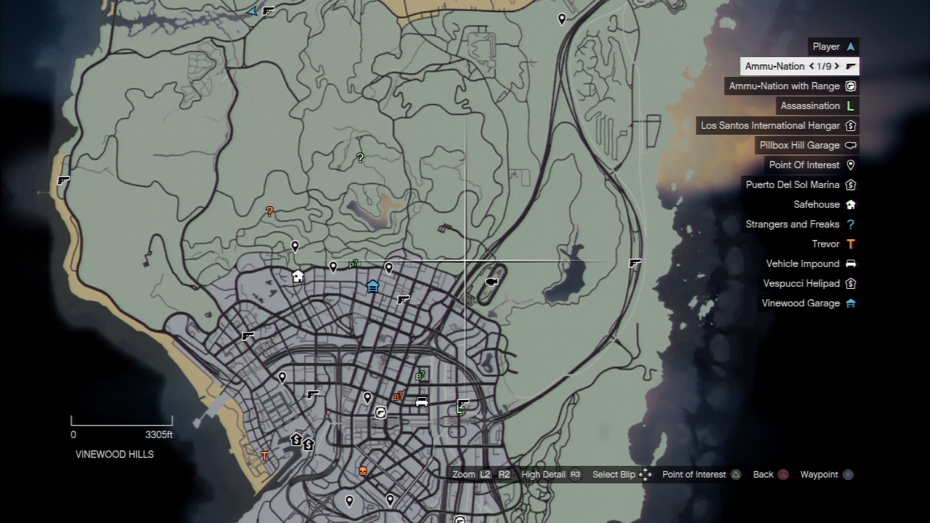 Player
Ammu-Nation < 1/9 >
Ammu-Nation with Range
Assassination L
Los Santos International Hangar
Pillbox Hill Garage
Point Of Interest
Puerto Del Sol Marina
Safehouse
Strangers and Freaks ?
Trevor T
Vehicle Impound
Vespucci Helipad
Vinewood Garage
?
?
0 3305ft
VINEWOOD HILLS
T
Zoom L2 R2 High Detail R3 Select Blip Point of Interest Back Waypoint